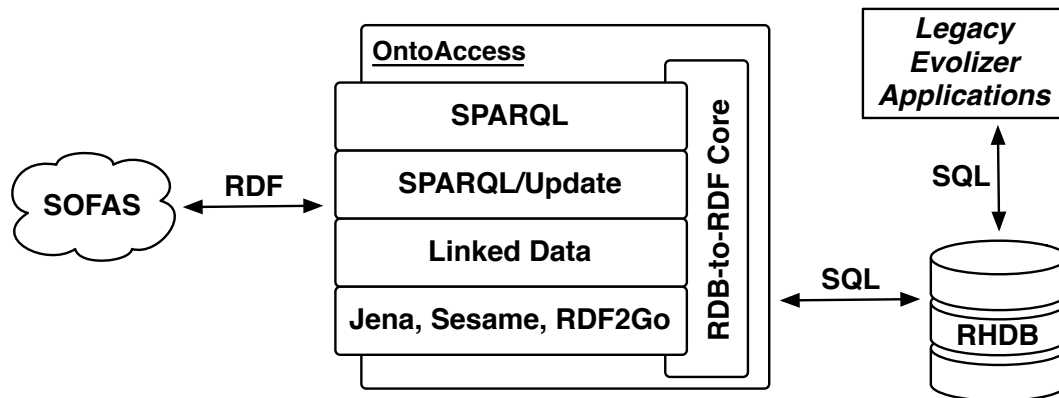 OntoAccess
SPARQL
SPARQL/Update
Linked Data
Jena, Sesame, RDF2Go
RDB-to-RDF Core
SOFAS
RDF
SQL
Legacy
Evolizer
Applications
SQL
RHDB